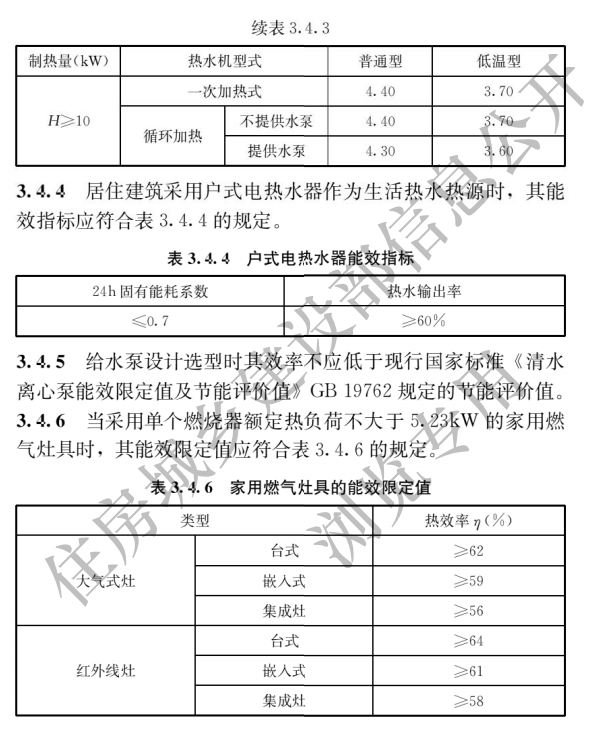 续表 3.4.3
制热量(kW) 热水机型式 普通型 低温型
H≥10 一次加热式 4.40 3.70
循环加热 不提供水泵 4.40 3.70
提供水泵 4.30 3.60
3.4.4 居住建筑采用户式电热水器作为生活热水热源时，其能
效指标应符合表 3.4.4 的规定。
表 3.4.4 户式电热水器能效指标
24h 固有能耗系数 热水输出率
≤0.7 ≥60%
3.4.5 给水泵设计选型时其效率不应低于现行国家标准《清水
离心泵能效限定值及节能评价值》GB 19762 规定的节能评价值。
3.4.6 当采用单个燃烧器额定热负荷不大于 5.23kW 的家用燃
气灶具时，其能效限定值应符合表 3.4.6 的规定。
表 3.4.6 家用燃气灶具的能效限定值
类型 热效率 η(%)
大气式灶 台式 ≥62
嵌入式 ≥59
集成灶 ≥56
红外线灶 台式 ≥64
嵌入式 ≥61
集成灶 ≥58
住房城乡建设部信息公开
浏览专用